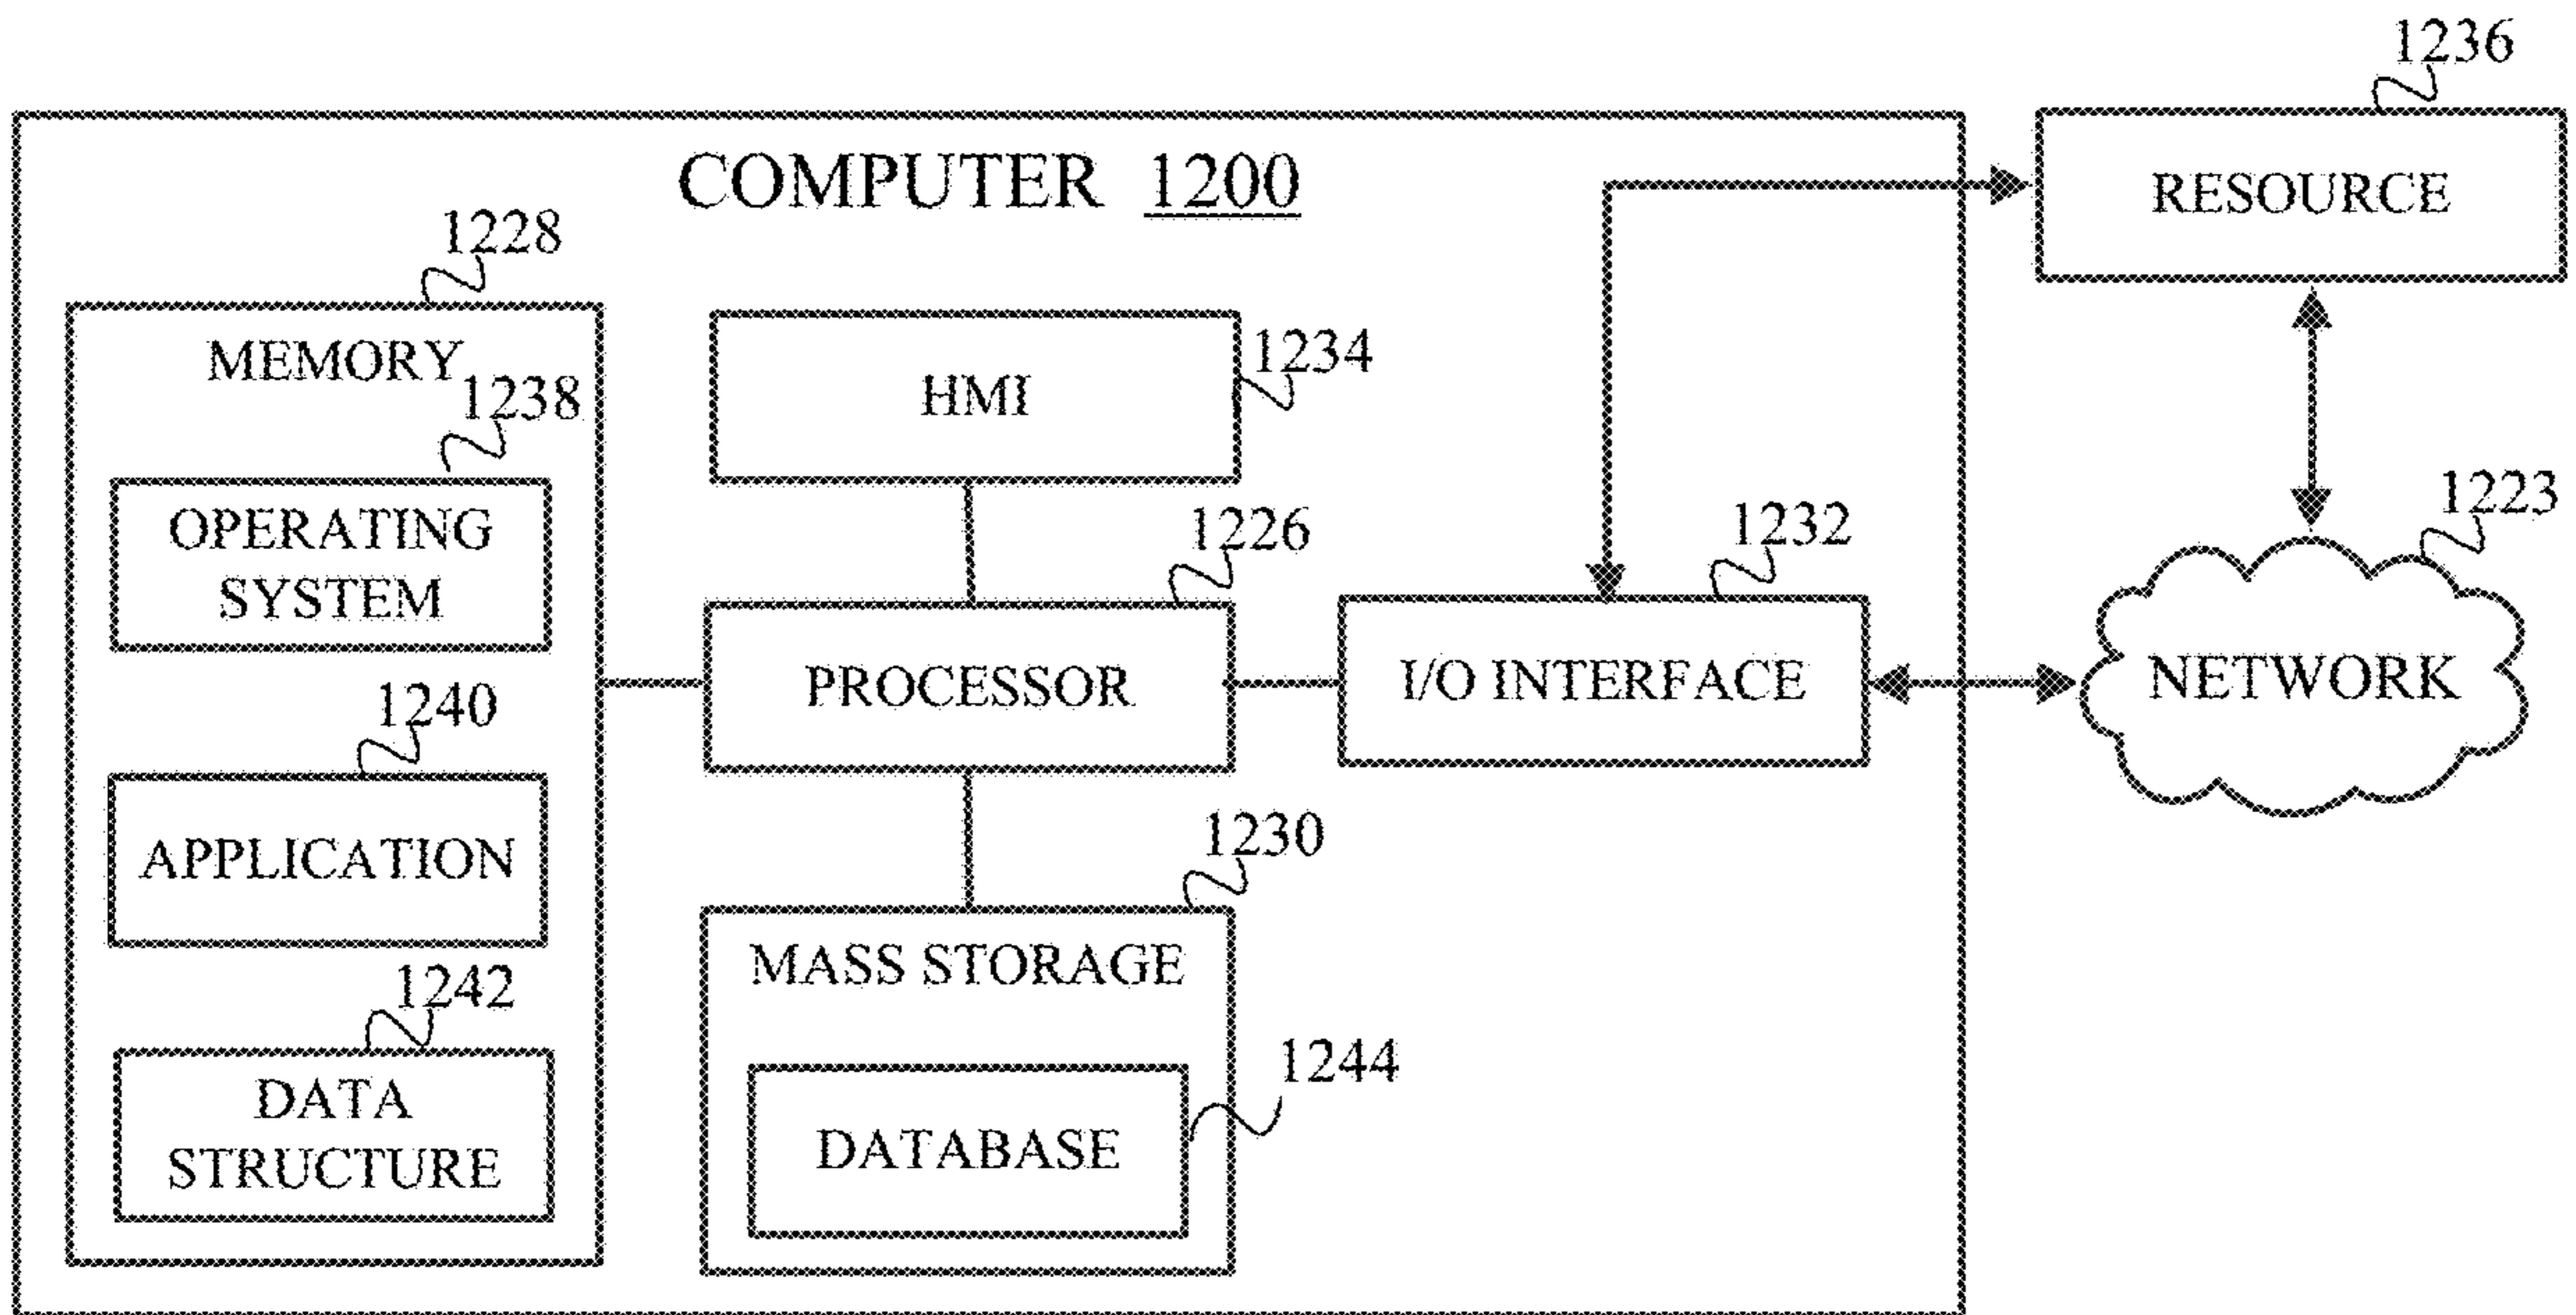 1236
COMPUTER 1200
RESOURCE
1228
MEMORY
1238
OPERATING
SYSTEM
1240
APPLICATION
1242
DATA
STRUCTURE
HMI
1234
1226
PROCESSOR
1230
MASS STORAGE
DATABASE
1244
1232
I/O INTERFACE
1223
NETWORK